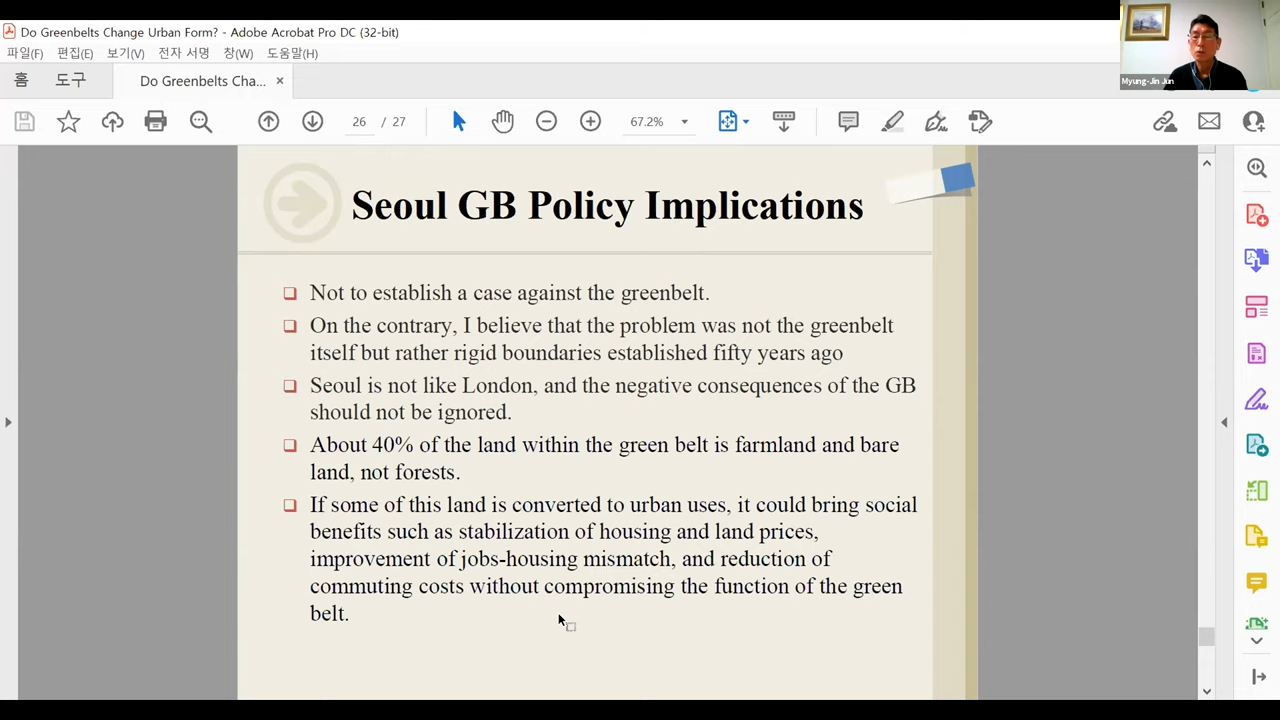 Do Greenbelts Change Urban Form? - Adobe Acrobat Pro DC (32-bit)
파일(F) 편집(E) 보기(V) 전자 서명 창(W) 도움말(H)
홈 도구 Do Greenbelts Cha... ×
26 / 27 67.2%
Myung-Jin Jun
Seoul GB Policy Implications
Not to establish a case against the greenbelt.
On the contrary, I believe that the problem was not the greenbelt
itself but rather rigid boundaries established fifty years ago
Seoul is not like London, and the negative consequences of the GB
should not be ignored.
About 40% of the land within the green belt is farmland and bare
land, not forests.
If some of this land is converted to urban uses, it could bring social
benefits such as stabilization of housing and land prices,
improvement of jobs-housing mismatch, and reduction of
commuting costs without compromising the function of the green
belt.